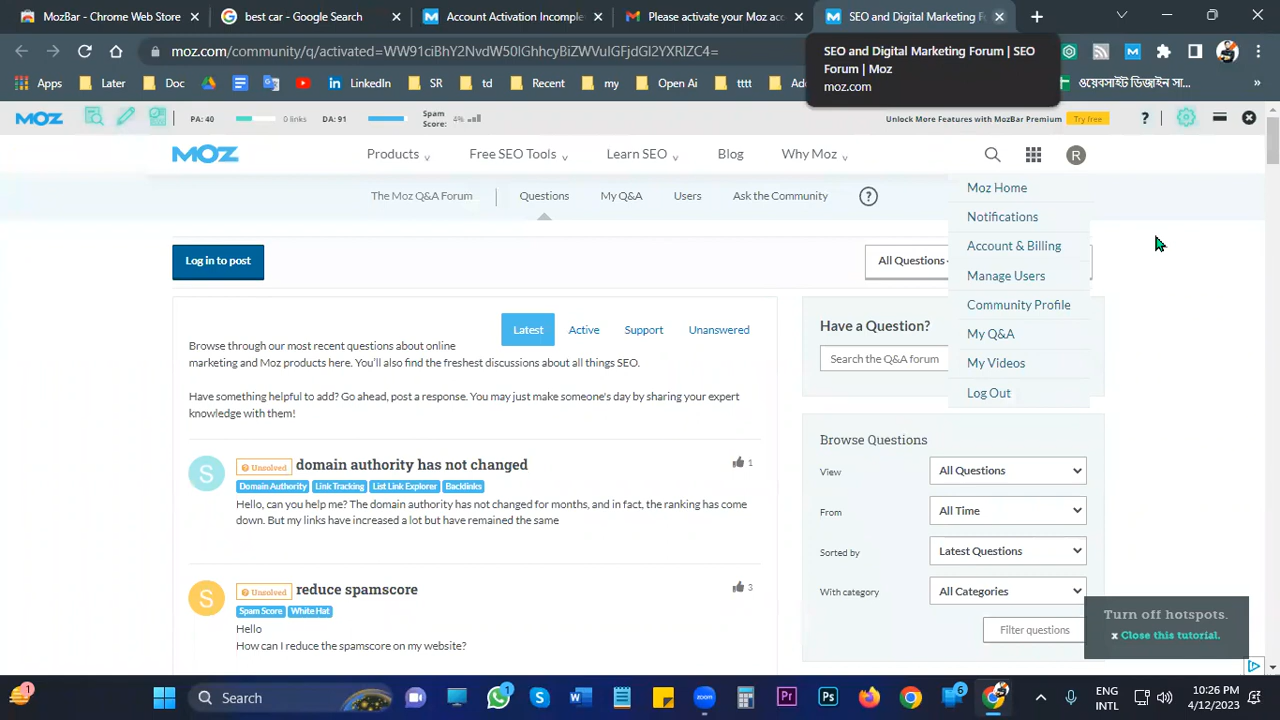 MozBar - Chrome Web Store
best car - Google Search
Account Activation Incomple
Please activate your Moz acc
SEO and Digital Marketing F
SEO and Digital Marketing Forum | SEO
Forum | Moz
moz.com
Apps
Later
Doc
LinkedIn
SR
td
Recent
my
Open Ai
tttt
ওয়েবসাইট ডিজাইন সা...
»
MOZ
PA: 40
0 links
DA: 91
Spam
Score:
4%
Unlock More Features with MozBar Premium
Try free
?
MOZ
Products
Free SEO Tools
Learn SEO
Blog
Why Moz
R
The Moz Q&A Forum
Questions
My Q&A
Users
Ask the Community
?
Moz Home
Notifications
Account & Billing
Manage Users
Community Profile
My Q&A
My Videos
Log Out
Log in to post
All Questions
Latest
Active
Support
Unanswered
Browse through our most recent questions about online
marketing and Moz products here. You'll also find the freshest discussions about all things SEO.
Have something helpful to add? Go ahead, post a response. You may just make someone's day by sharing your expert
knowledge with them!
S
Unsolved
domain authority has not changed
1
Domain Authority
Link Tracking
List Link Explorer
Backlinks
Hello, can you help me? The domain authority has not changed for months, and in fact, the ranking has come
down. But my links have increased a lot but have remained the same
S
Unsolved
reduce spamscore
3
Spam Score
White Hat
Hello
How can I reduce the spamscore on my website?
Have a Question?
Search the Q&A forum
Browse Questions
View
All Questions
From
All Time
Sorted by
Latest Questions
With category
All Categories
Filter questions
Turn off hotspots.
x Close this tutorial.
1
Search
1
zoom
Pr
Ps
6
ENG
INTL
10:26 PM
4/12/2023